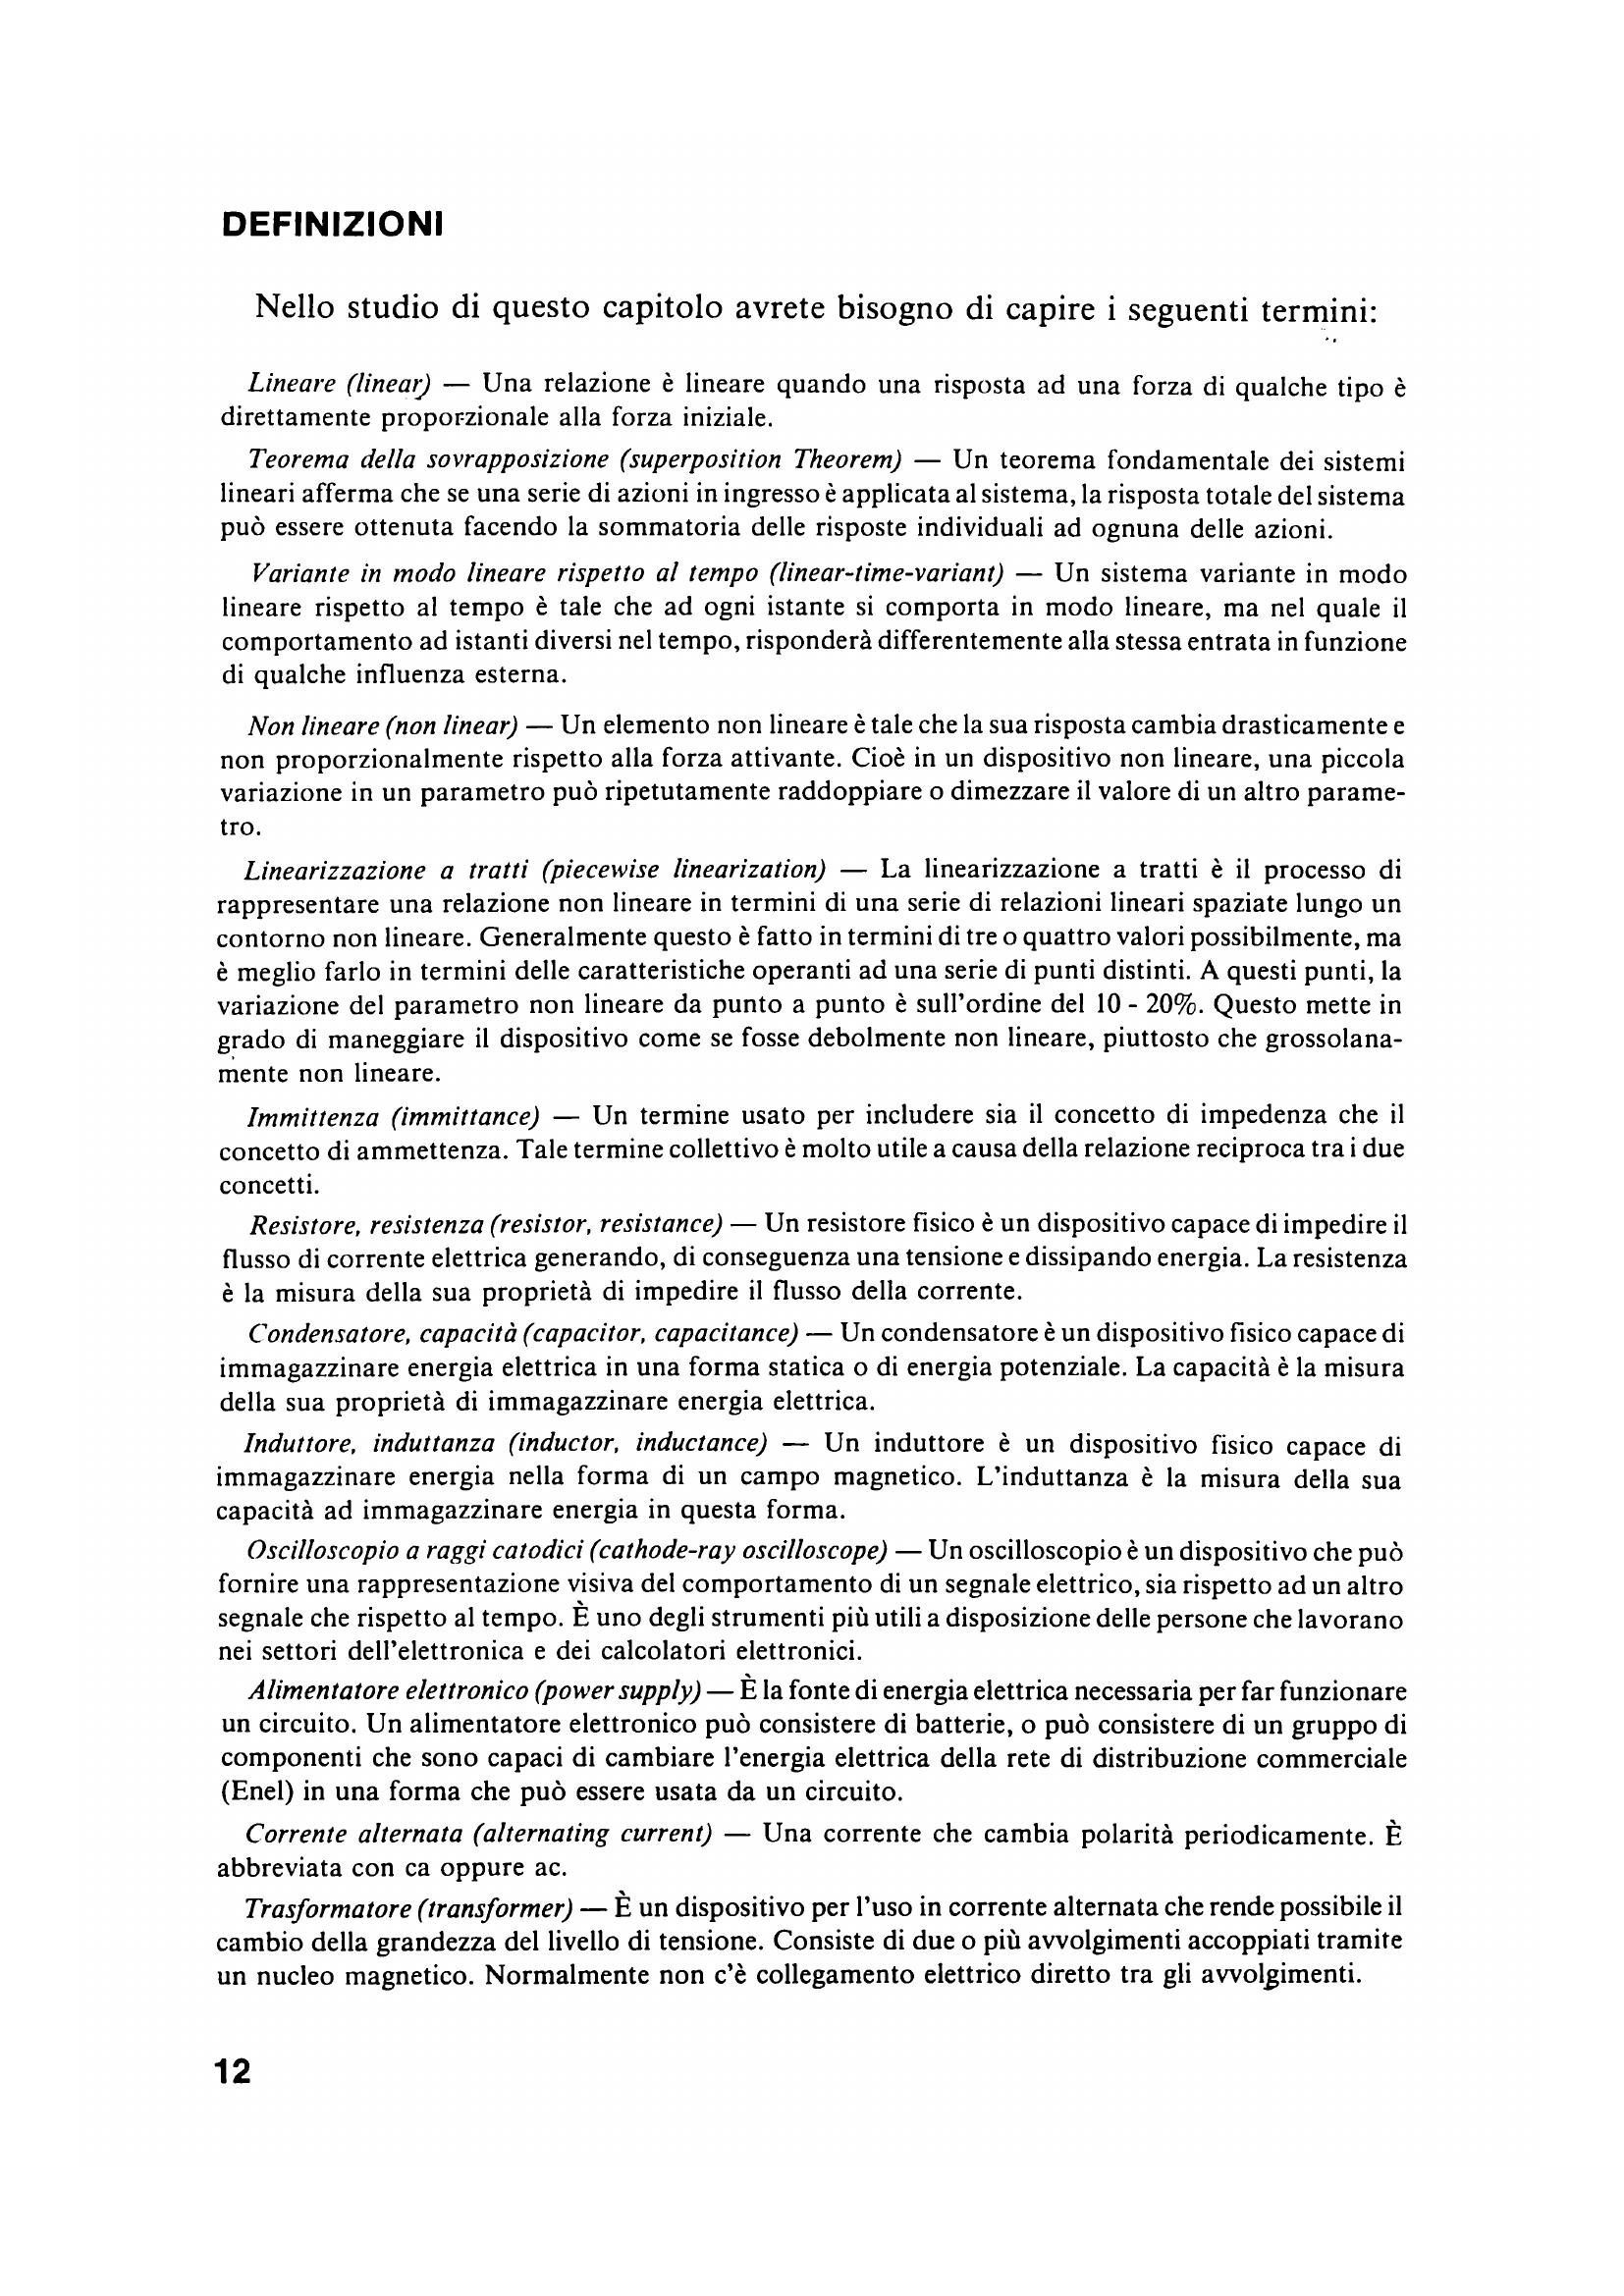 DEFINIZIONI
Nello studio di questo capitolo avrete bisogno di capire i seguenti termini:
Lineare (linear) — Una relazione è lineare quando una risposta ad una forza di qualche tipo è
direttamente proporzionale alla forza iniziale.
Teorema della sovrapposizione (superposition Theorem) — Un teorema fondamentale dei sistemi
lineari afferma che se una serie di azioni in ingresso è applicata al sistema, la risposta totale del sistema
può essere ottenuta facendo la sommatoria delle risposte individuali ad ognuna delle azioni.
Variante in modo lineare rispetto al tempo (linear-time-variant) — Un sistema variante in modo
lineare rispetto al tempo è tale che ad ogni istante si comporta in modo lineare, ma nel quale il
comportamento ad istanti diversi nel tempo, risponderà differentemente alla stessa entrata in funzione
di qualche influenza esterna.
Non lineare (non linear) — Un elemento non lineare è tale che la sua risposta cambia drasticamente e
non proporzionalmente rispetto alla forza attivante. Cioè in un dispositivo non lineare, una piccola
variazione in un parametro può ripetutamente raddoppiare o dimezzare il valore di un altro parame-
tro.
Linearizzazione a tratti (piecewise linearization) — La linearizzazione a tratti è il processo di
rappresentare una relazione non lineare in termini di una serie di relazioni lineari spaziate lungo un
contorno non lineare. Generalmente questo è fatto in termini di tre o quattro valori possibilmente, ma
è meglio farlo in termini delle caratteristiche operanti ad una serie di punti distinti. A questi punti, la
variazione del parametro non lineare da punto a punto è sull'ordine del 10 - 20%. Questo mette in
grado di maneggiare il dispositivo come se fosse debolmente non lineare, piuttosto che grossolana-
mente non lineare.
Immittenza (immittance) — Un termine usato per includere sia il concetto di impedenza che il
concetto di ammettenza. Tale termine collettivo è molto utile a causa della relazione reciproca tra i due
concetti.
Resistore, resistenza (resistor, resistance) — Un resistore fisico è un dispositivo capace di impedire il
flusso di corrente elettrica generando, di conseguenza una tensione e dissipando energia. La resistenza
è la misura della sua proprietà di impedire il flusso della corrente.
Condensatore, capacità (capacitor, capacitance) — Un condensatore è un dispositivo fisico capace di
immagazzinare energia elettrica in una forma statica o di energia potenziale. La capacità è la misura
della sua proprietà di immagazzinare energia elettrica.
Induttore, induttanza (inductor, inductance) — Un induttore è un dispositivo fisico capace di
immagazzinare energia nella forma di un campo magnetico. L'induttanza è la misura della sua
capacità ad immagazzinare energia in questa forma.
Oscilloscopio a raggi catodici (cathode-ray oscilloscope) — Un oscilloscopio è un dispositivo che può
fornire una rappresentazione visiva del comportamento di un segnale elettrico, sia rispetto ad un altro
segnale che rispetto al tempo. È uno degli strumenti più utili a disposizione delle persone che lavorano
nei settori dell'elettronica e dei calcolatori elettronici.
Alimentatore elettronico (power supply) — È la fonte di energia elettrica necessaria per far funzionare
un circuito. Un alimentatore elettronico può consistere di batterie, o può consistere di un gruppo di
componenti che sono capaci di cambiare l'energia elettrica della rete di distribuzione commerciale
(Enel) in una forma che può essere usata da un circuito.
Corrente alternata (alternating current) — Una corrente che cambia polarità periodicamente. È
abbreviata con ca oppure ac.
Trasformatore (transformer) — È un dispositivo per l'uso in corrente alternata che rende possibile il
cambio della grandezza del livello di tensione. Consiste di due o più avvolgimenti accoppiati tramite
un nucleo magnetico. Normalmente non c'è collegamento elettrico diretto tra gli avvolgimenti.
12